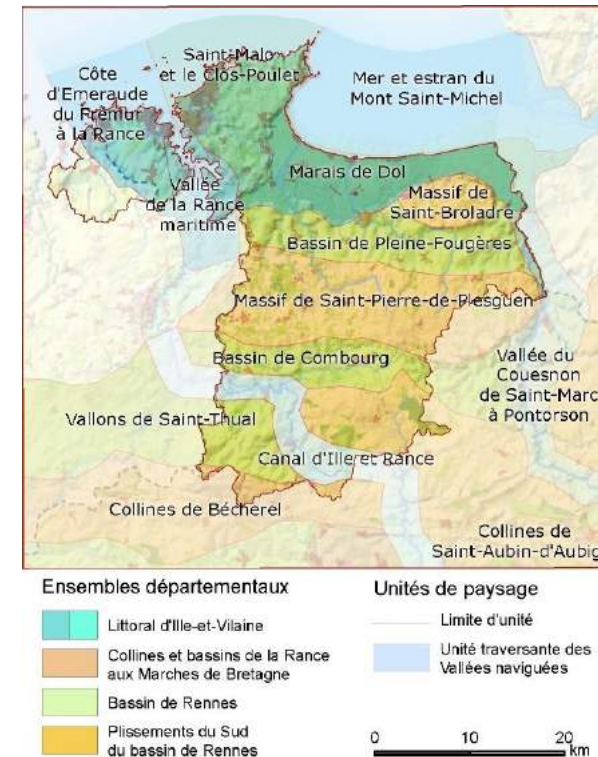 Saint-Malo
et le Clos-Poulet
Côte
d'Emeraude
du Frémur
à la Rance
Mer et estran du
Mont Saint-Michel
Marais de Dol
Vallée
de la Rance
maritime
Massif de
Saint-Broladre
Bassin de Pleine-Fougères
Massif de Saint-Pierre-de-Plesguen
Bassin de Combourg
Vallée du
Couesnon
de Saint-Marc
à Pontorson
Vallons de Saint-Thual
Canal d'Ille et Rance
Collines de Bécherel
Collines de
Saint-Aubin-d'Aubig
Ensembles départementaux
Littoral d'Ille-et-Vilaine
Collines et bassins de la Rance
aux Marches de Bretagne
Bassin de Rennes
Plissements du Sud
du bassin de Rennes
Unités de paysage
Limite d'unité
Unité traversante des
Vallées naviguées
0 10 20
km